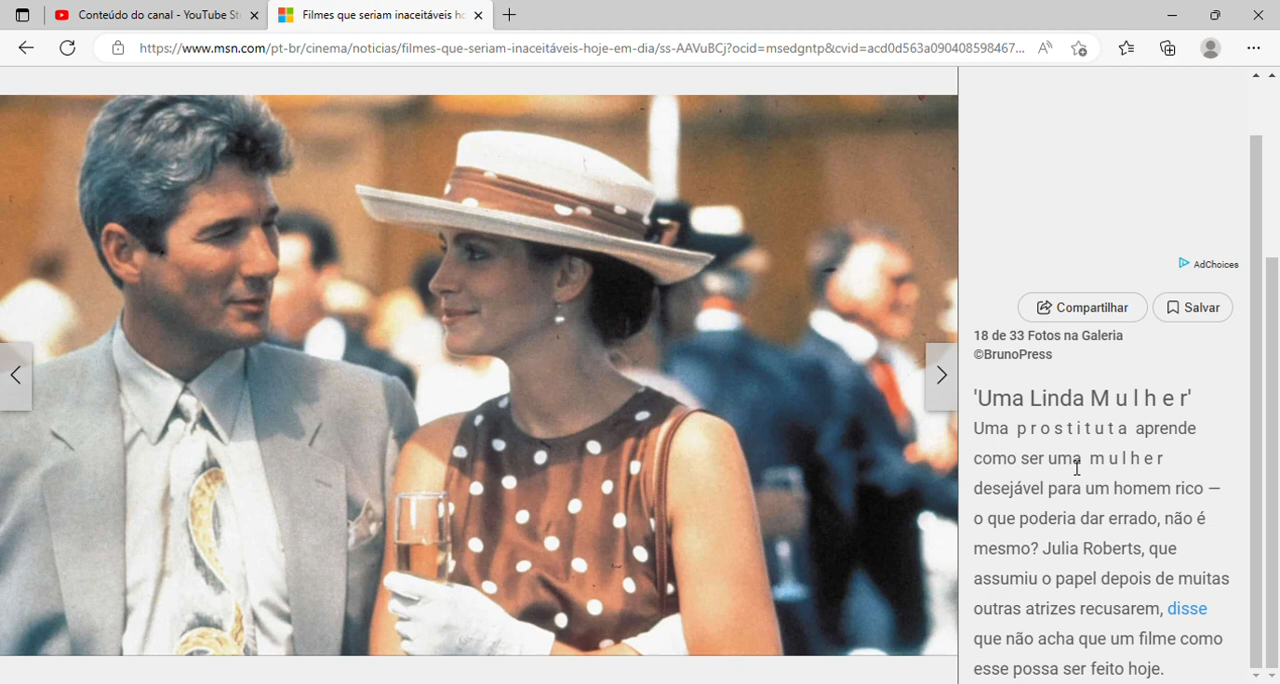 Conteúdo do canal - YouTube St
Filmes que seriam inaceitáveis ho
https://www.msn.com/pt-br/cinema/noticias/filmes-que-seriam-inaceitáveis-hoje-em-dia/ss-AAVuBCj?ocid=msedgntp&cvid=acd0d563a090408598467...
AdChoices
Compartilhar
Salvar
18 de 33 Fotos na Galeria
©BrunoPress
'Uma Linda M u l h e r'
Uma p r o s t i t u t a aprende
como ser uma m u l h e r
desejável para um homem rico —
o que poderia dar errado, não é
mesmo? Julia Roberts, que
assumiu o papel depois de muitas
outras atrizes recusarem, disse
que não acha que um filme como
esse possa ser feito hoje.